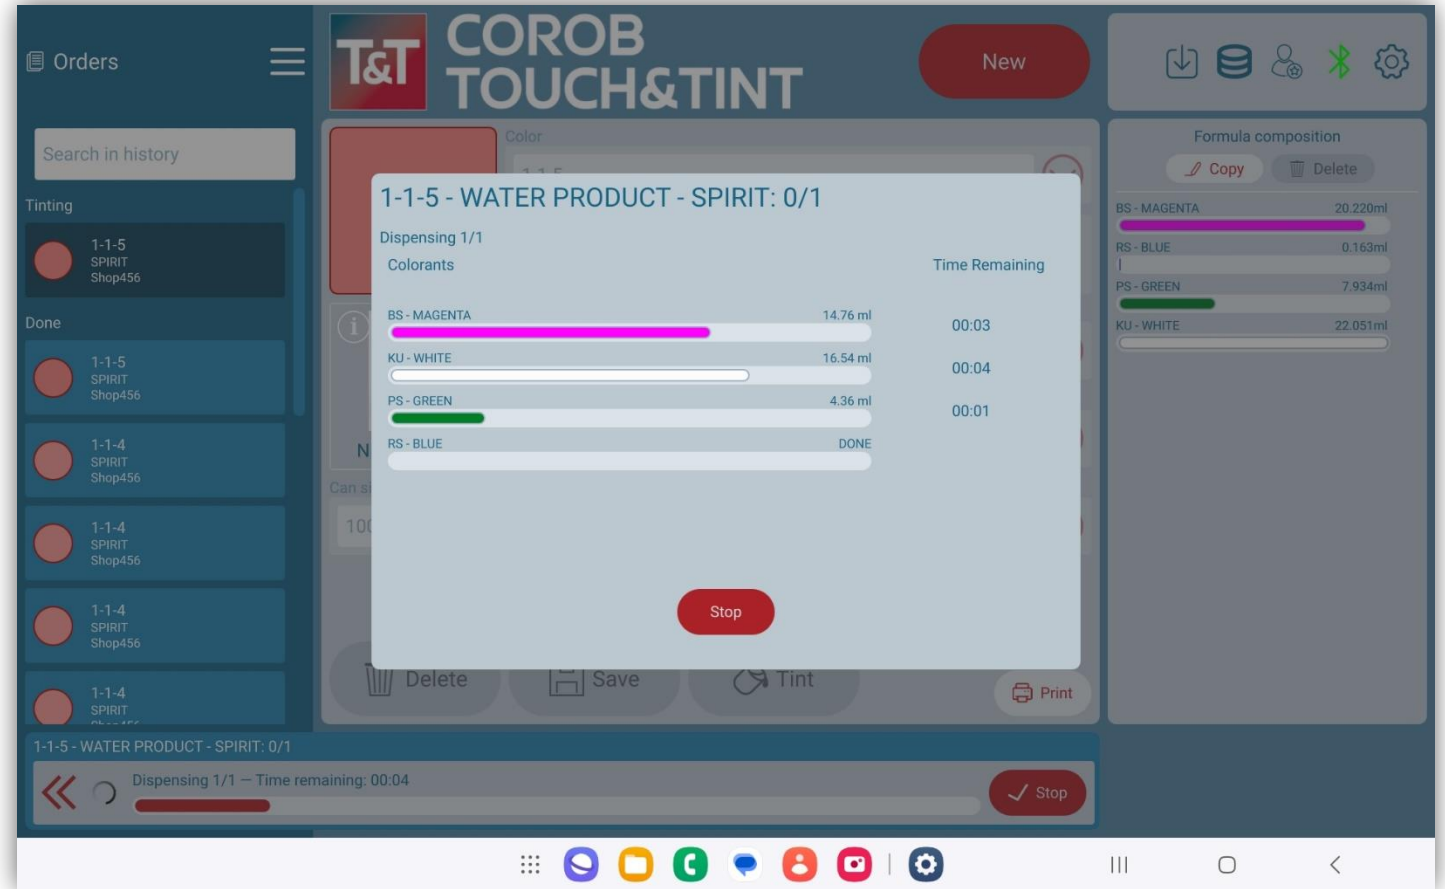 Orders
T&T
COROB
TOUCH&TINT
New
Search in history
Tinting
1-1-5
SPIRIT
Shop456
Done
1-1-5
SPIRIT
Shop456
1-1-4
SPIRIT
Shop456
1-1-4
SPIRIT
Shop456
1-1-4
SPIRIT
Shop456
1-1-4
SPIRIT
Color
1-1-5
1-1-5 - WATER PRODUCT - SPIRIT: 0/1
Dispensing 1/1
Colorants
Time Remaining
BS - MAGENTA 14.76 ml 00:03
KU - WHITE 16.54 ml 00:04
PS - GREEN 4.36 ml 00:01
RS - BLUE DONE
Stop
Delete
Save
Tint
Print
Formula composition
Copy
Delete
BS - MAGENTA 20.220ml
RS - BLUE 0.163ml
PS - GREEN 7.934ml
KU - WHITE 22.051ml
1-1-5 - WATER PRODUCT - SPIRIT: 0/1
Dispensing 1/1 — Time remaining: 00:04
Stop